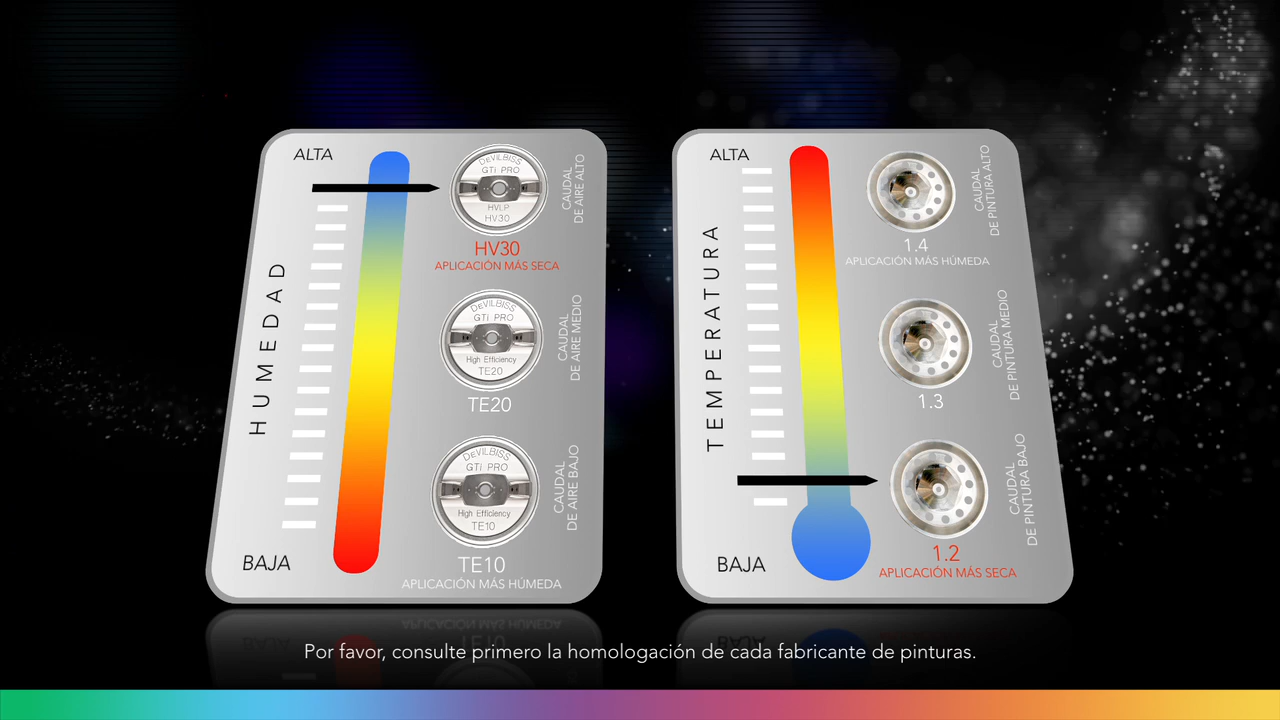 ALTA
HUMEDAD
BAJA
DEVILBISS
GTi PRO
HVLP
HV30
HV30
APLICACIÓN MÁS SECA
CAUDAL
DE AIRE ALTO
DEVILBISS
GTi PRO
High Efficiency
TE20
TE20
CAUDAL
DE AIRE MEDIO
DEVILBISS
GTi PRO
High Efficiency
TE10
TE10
APLICACIÓN MÁS HÚMEDA
CAUDAL
DE AIRE BAJO
ALTA
TEMPERATURA
BAJA
1.4
APLICACIÓN MÁS HÚMEDA
CAUDAL
DE PINTURA ALTO
1.3
CAUDAL
DE PINTURA MEDIO
1.2
APLICACIÓN MÁS SECA
CAUDAL
DE PINTURA BAJO
Por favor, consulte primero la homologación de cada fabricante de pinturas.